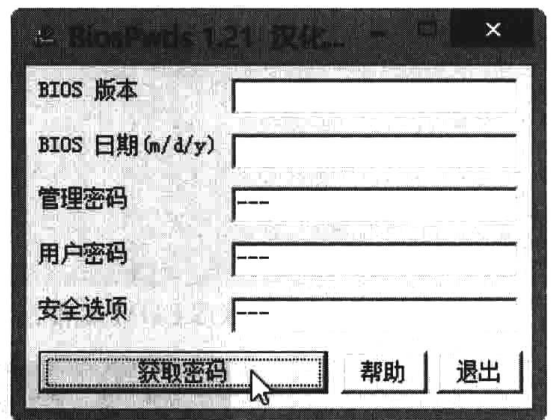 BiosPwds 1.21 汉化...
BIOS 版本
BIOS 日期(m/d/y)
管理密码
---
用户密码
---
安全选项
---
获取密码 帮助 退出